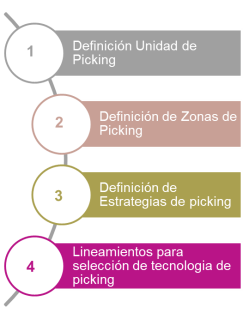 1
Definición Unidad de
Picking
2
Definición de Zonas de
Picking
3
Definición de
Estrategias de picking
4
Lineamientos para
selección de tecnologia de
picking